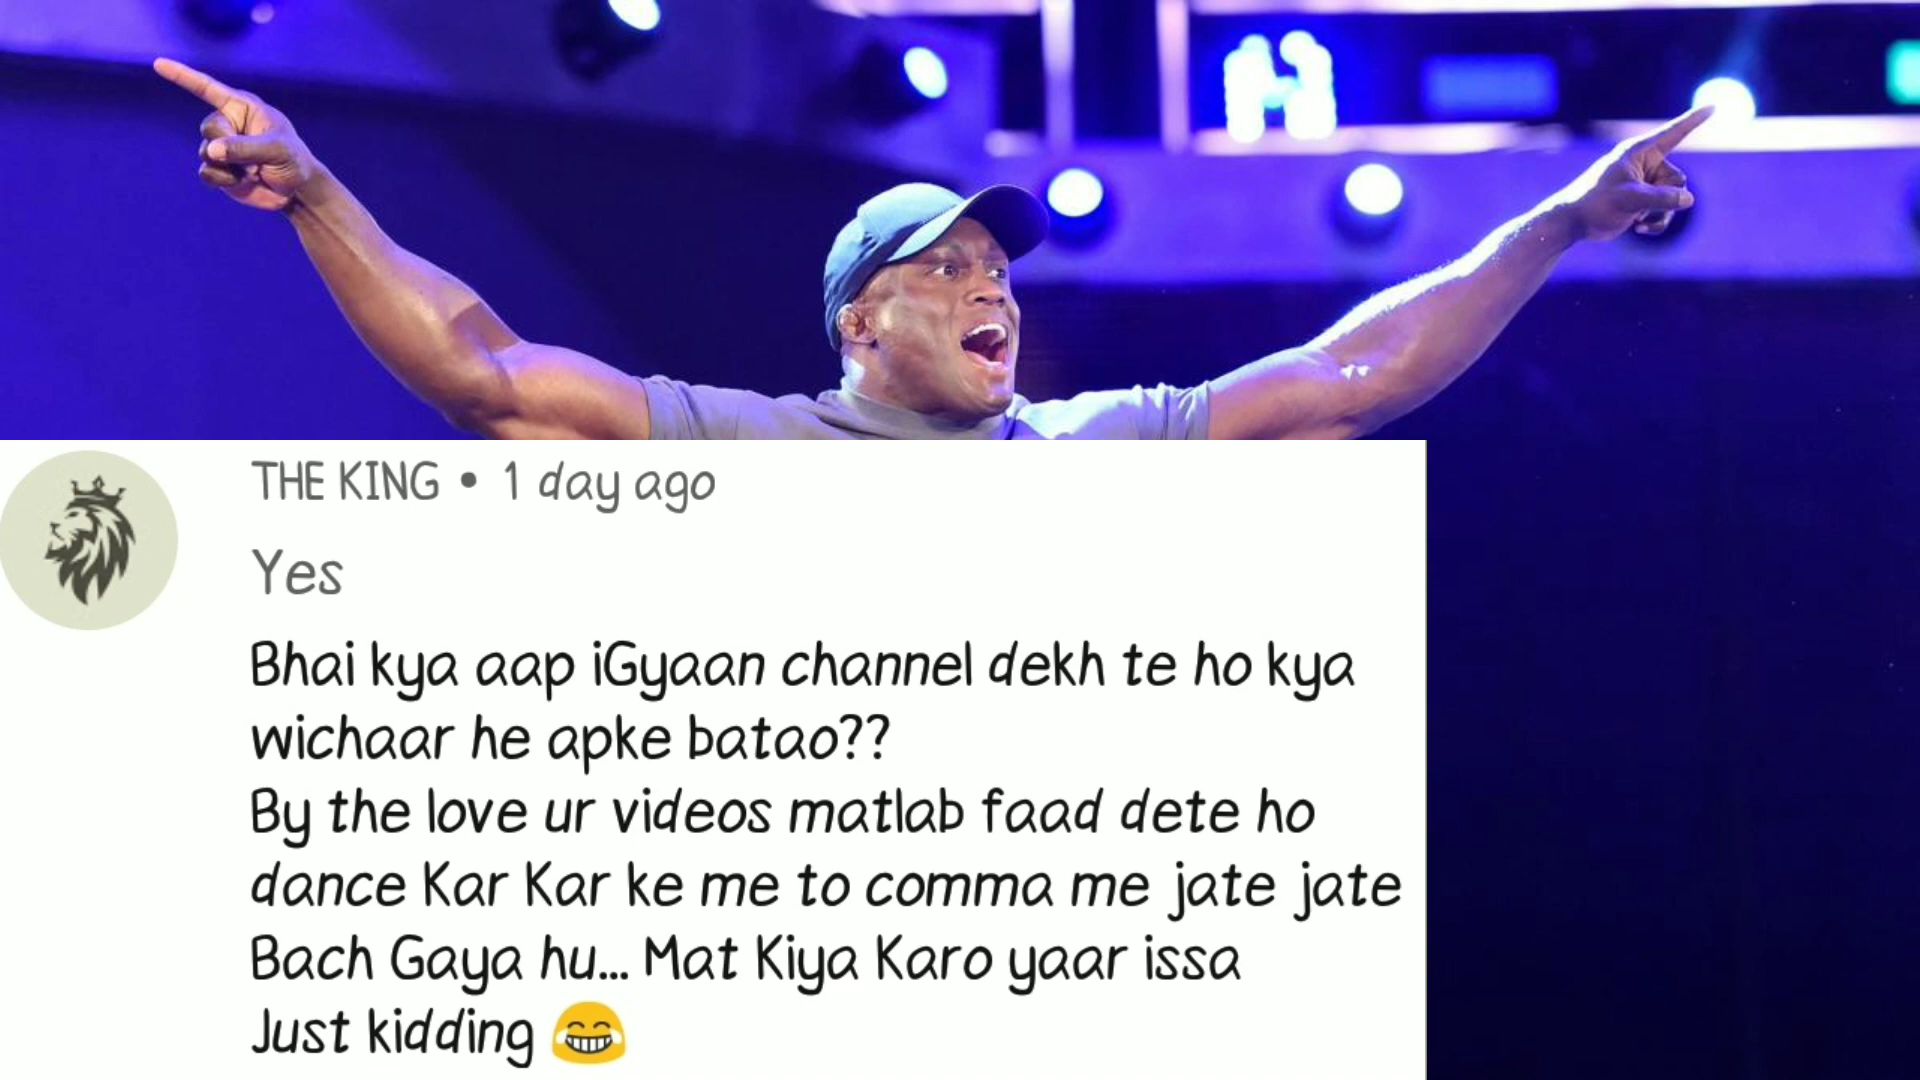 THE KING • 1 day ago
Yes
Bhai kya aap iGyaan channel dekh te ho kya
wichaar he apke batao??
By the love ur videos matlab faad dete ho
dance Kar Kar ke me to comma me jate jate
Bach Gaya hu... Mat Kiya Karo yaar issa
Just kidding 😂